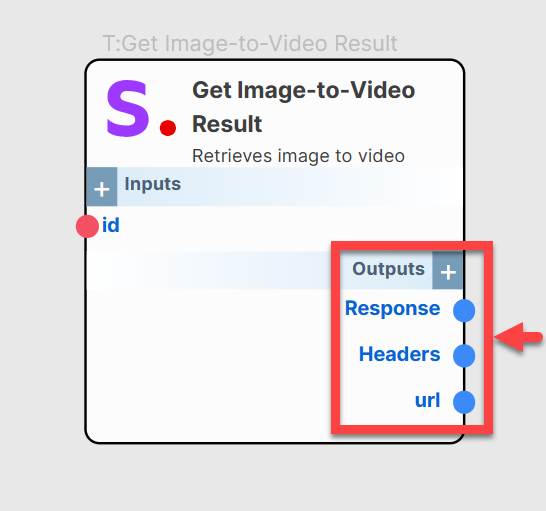 T:Get Image-to-Video Result
S.
Get Image-to-Video
Result
Retrieves image to video
+ Inputs
id
Outputs +
Response
Headers
url